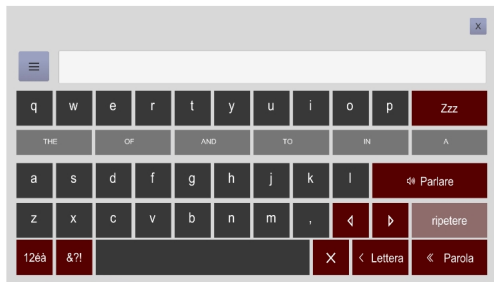 x
q w e r t y u i o p Zzz
THE OF AND TO IN A
a s d f g h j k l Parlare
z x c v b n m , ripetere
12éà &?! X < Lettera « Parola